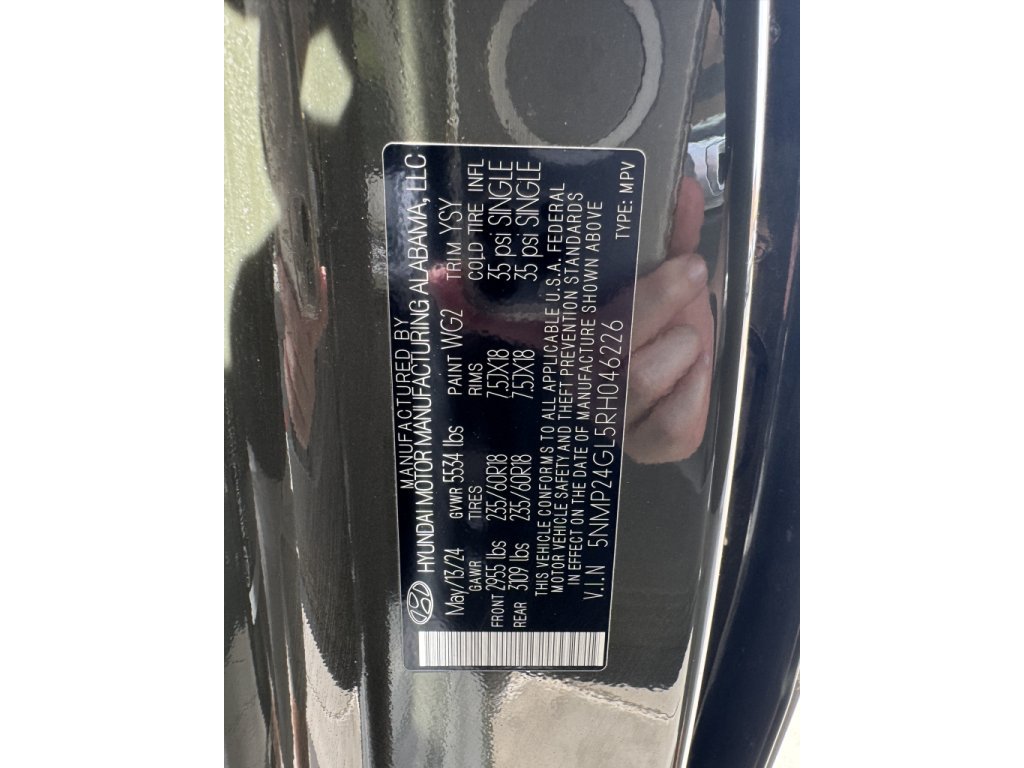 MANUFACTURED BY
HYUNDAI MOTOR MANUFACTURING ALABAMA, LLC
May/13/24 GVWR 5534 lbs PAINT WG2 TRIM YSY
GAWR TIRES RIMS COLD TIRE INFL
FRONT 2955 lbs 235/60R18 7.5JX18 35 psi SINGLE
REAR 3109 lbs 235/60R18 7.5JX18 35 psi SINGLE
THIS VEHICLE CONFORMS TO ALL APPLICABLE U.S.A. FEDERAL
MOTOR VEHICLE SAFETY AND THEFT PREVENTION STANDARDS
IN EFFECT ON THE DATE OF MANUFACTURE SHOWN ABOVE
V.I.N 5NMP24GL5RH046226 TYPE: MPV